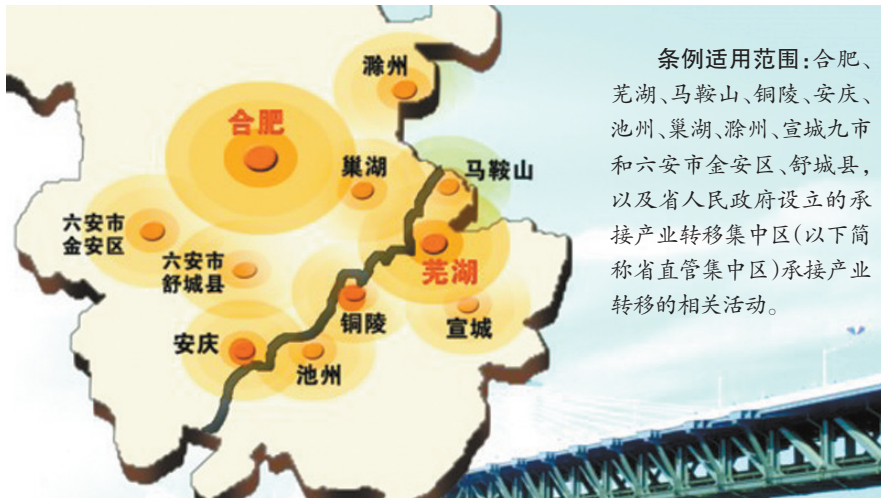 滁州
合肥
巢湖
马鞍山
六安市
金安区
六安市
舒城县
芜湖
铜陵
宣城
安庆
池州
条例适用范围:合肥、
芜湖、马鞍山、铜陵、安庆、
池州、巢湖、滁州、宣城九市
和六安市金安区、舒城县,
以及省人民政府设立的承
接产业转移集中区(以下简
称省直管集中区)承接产业
转移的相关活动。